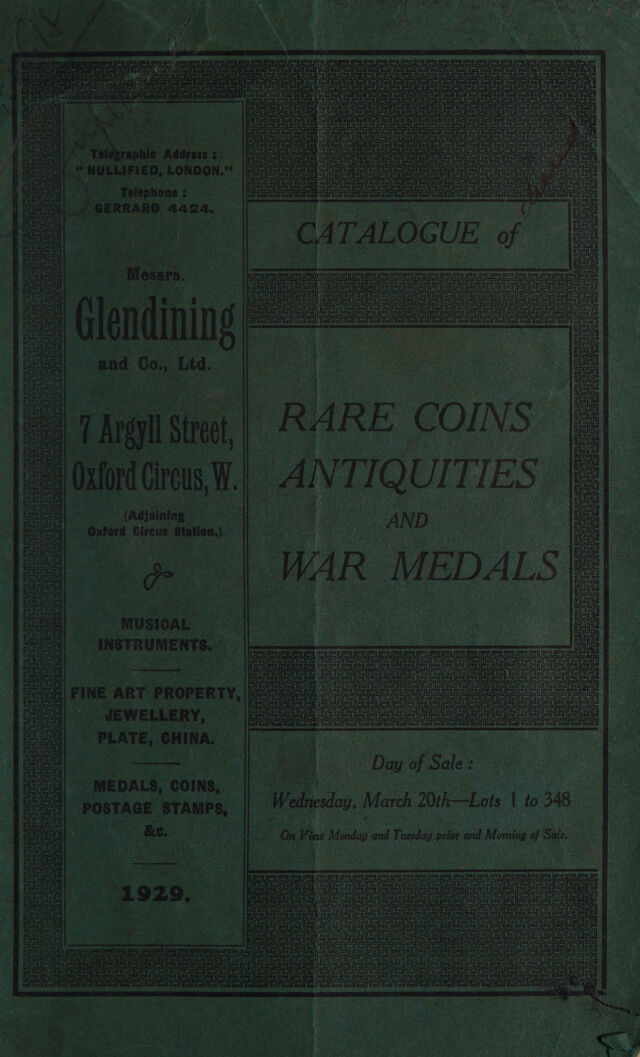 Telegraphic Address :
"NULLIFIED, LONDON."
Telephone :
GERRARD 4424.
Messrs.
Glendining
and Co., Ltd.
7 Argyll Street,
Oxford Circus, W.
(Adjoining
Oxford Circus Station.)
MUSICAL
INSTRUMENTS.
FINE ART PROPERTY,
JEWELLERY,
PLATE, CHINA.
MEDALS, COINS,
POSTAGE STAMPS,
&c.
1929.
CATALOGUE of
RARE COINS
ANTIQUITIES
AND
WAR MEDALS
Day of Sale :
Wednesday, March 20th—Lots 1 to 348
On View Monday and Tuesday prior and Morning of Sale.